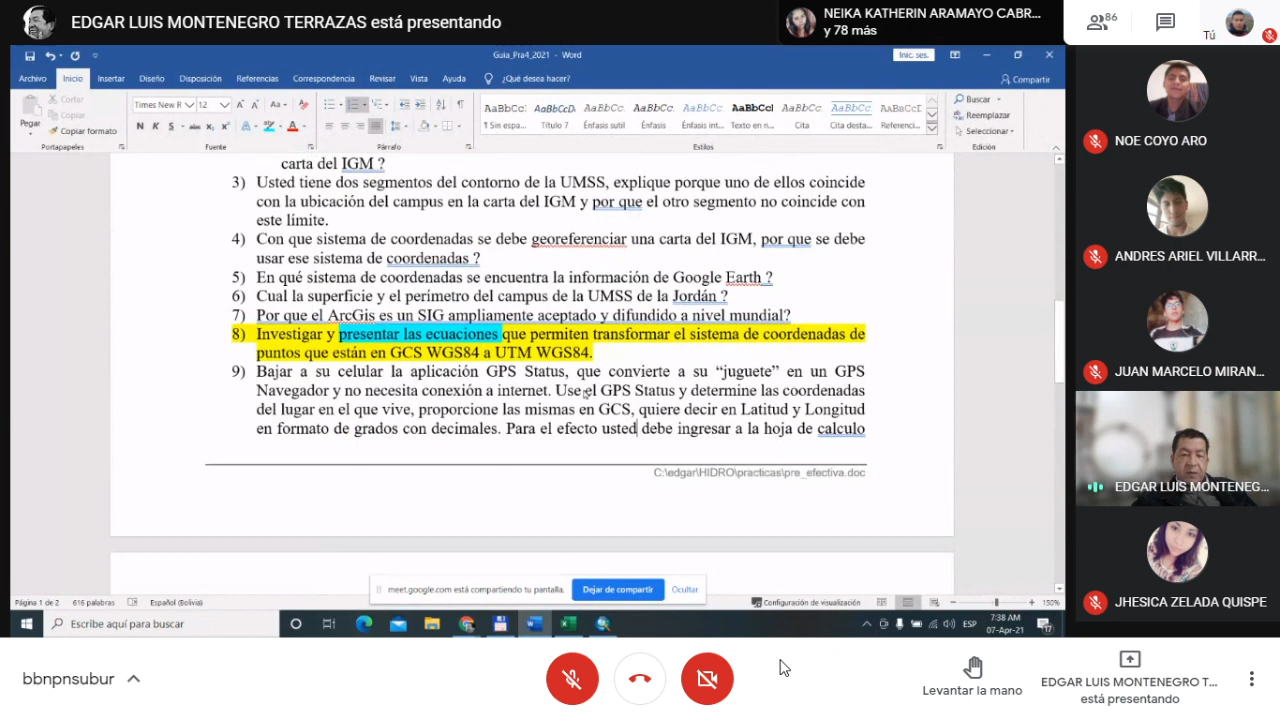 EDGAR LUIS MONTENEGRO TERRAZAS está presentando
NEIKA KATHERIN ARAMAYO CABR...
y 78 más
86
Tú
Guia_Pra4_2021 - Word
Inic. ses.
Archivo Inicio Insertar Diseño Disposición Referencias Correspondencia Revisar Vista Ayuda ¿Qué desea hacer? Compartir
Pegar
Cortar
Copiar
Copiar formato
Times New R 12
N K S abc x₂ x²
AaBbCc: AaBbCcDo AaBbCc. AaBbCc. AaBbCc. AaBbCcI AaBbCc. AaBbCc. AaBbCcD
¶ Sin espa... Título 7 Énfasis sutil Énfasis Énfasis int... Texto en n... Cita Cita desta... Referenci...
Buscar
Reemplazar
Seleccionar
Portapapeles Fuente Párrafo Estilos Edición
carta del IGM ?
3) Usted tiene dos segmentos del contorno de la UMSS, explique porque uno de ellos coincide
con la ubicación del campus en la carta del IGM y por que el otro segmento no coincide con
este límite.
4) Con que sistema de coordenadas se debe georeferenciar una carta del IGM, por que se debe
usar ese sistema de coordenadas ?
5) En qué sistema de coordenadas se encuentra la información de Google Earth ?
6) Cual la superficie y el perímetro del campus de la UMSS de la Jordán ?
7) Por que el ArcGis es un SIG ampliamente aceptado y difundido a nivel mundial?
8) Investigar y presentar las ecuaciones que permiten transformar el sistema de coordenadas de
puntos que están en GCS WGS84 a UTM WGS84.
9) Bajar a su celular la aplicación GPS Status, que convierte a su “juguete” en un GPS
Navegador y no necesita conexión a internet. Use el GPS Status y determine las coordenadas
del lugar en el que vive, proporcione las mismas en GCS, quiere decir en Latitud y Longitud
en formato de grados con decimales. Para el efecto usted debe ingresar a la hoja de calculo
C:\edgar\HIDRO\practicas\pre_efectiva.doc
meet.google.com está compartiendo tu pantalla. Dejar de compartir Ocultar
Página 1 de 2 616 palabras Español (Bolivia) Configuración de visualización 150%
Escribe aquí para buscar
ESP
7:38 AM
07-Apr-21
17
NOE COYO ARO
ANDRES ARIEL VILLARR...
JUAN MARCELO MIRAN...
EDGAR LUIS MONTENEG...
JHESICA ZELADA QUISPE
bbnpnsubur
Levantar la mano
EDGAR LUIS MONTENEGRO T...
está presentando